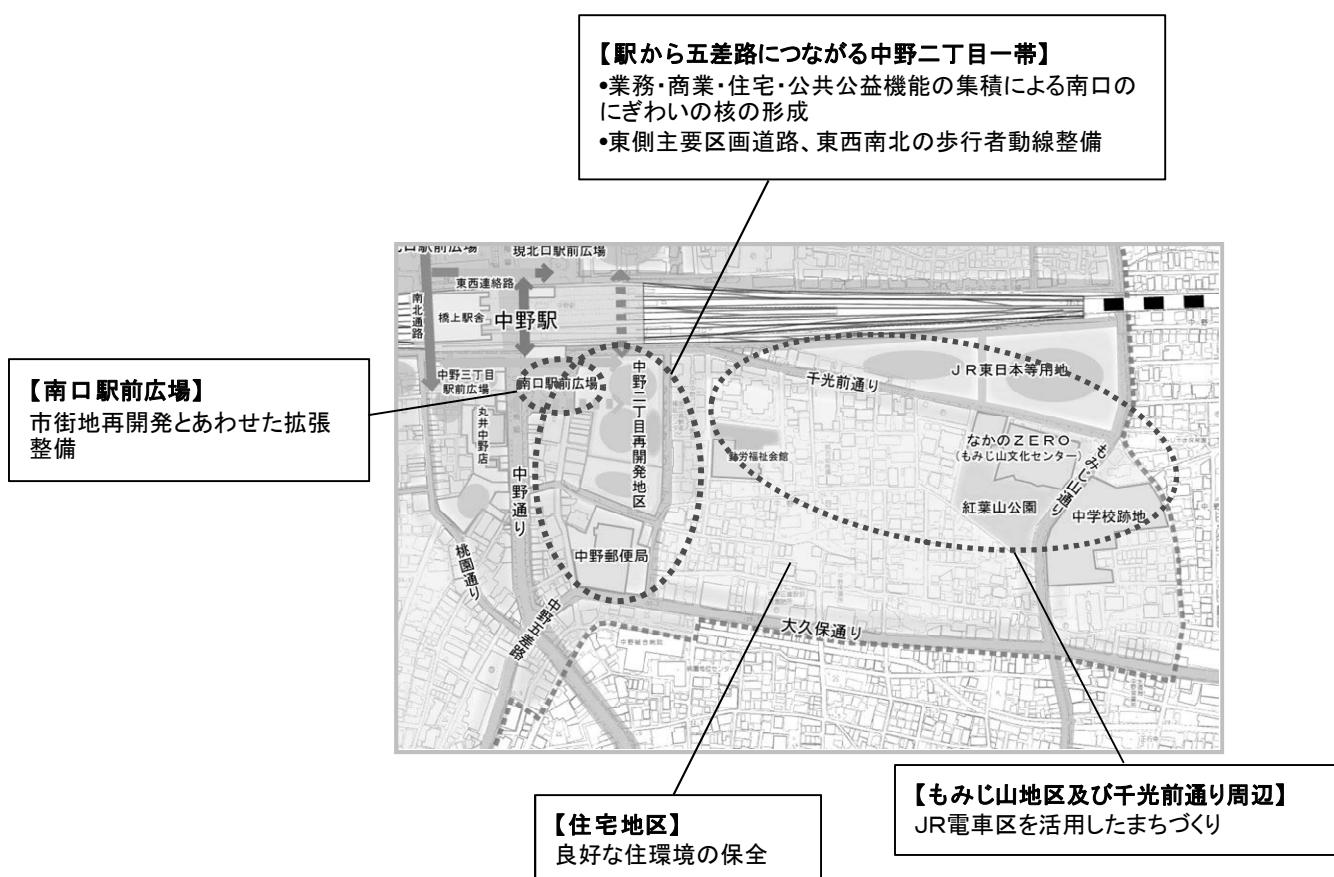 【駅から五差路につながる中野二丁目一帯】
•業務・商業・住宅・公共公益機能の集積による南口の
にぎわいの核の形成
•東側主要区画道路、東西南北の歩行者動線整備
現北口駅前広場
東西連絡路
南北通路
橋上駅舎
中野駅
中野三丁目
駅前広場
南口駅前広場
丸井中野店
中野二丁目再開発地区
千光前通り
JR東日本等用地
なかのZERO
(もみじ山文化センター)
もみじ山通り
勤労福祉会館
紅葉山公園
中学校跡地
中野通り
中野郵便局
桃園通り
中野五差路
大久保通り
中野総合病院
【南口駅前広場】
市街地再開発とあわせた拡張
整備
【住宅地区】
良好な住環境の保全
【もみじ山地区及び千光前通り周辺】
JR電車区を活用したまちづくり